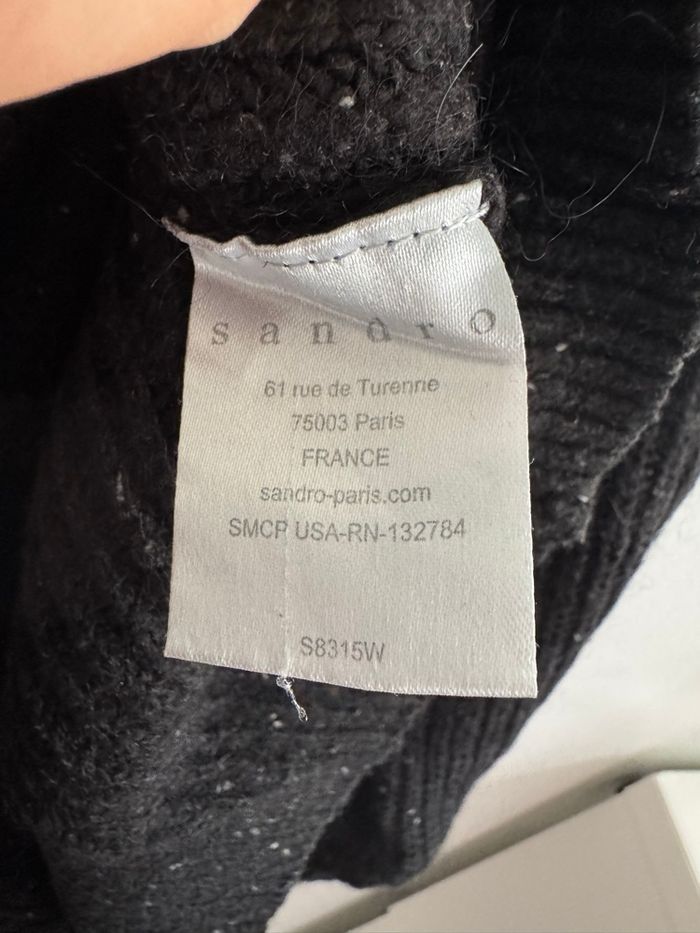 sandro
61 rue de Turenne
75003 Paris
FRANCE
sandro-paris.com
SMCP USA-RN-132784
S8315W